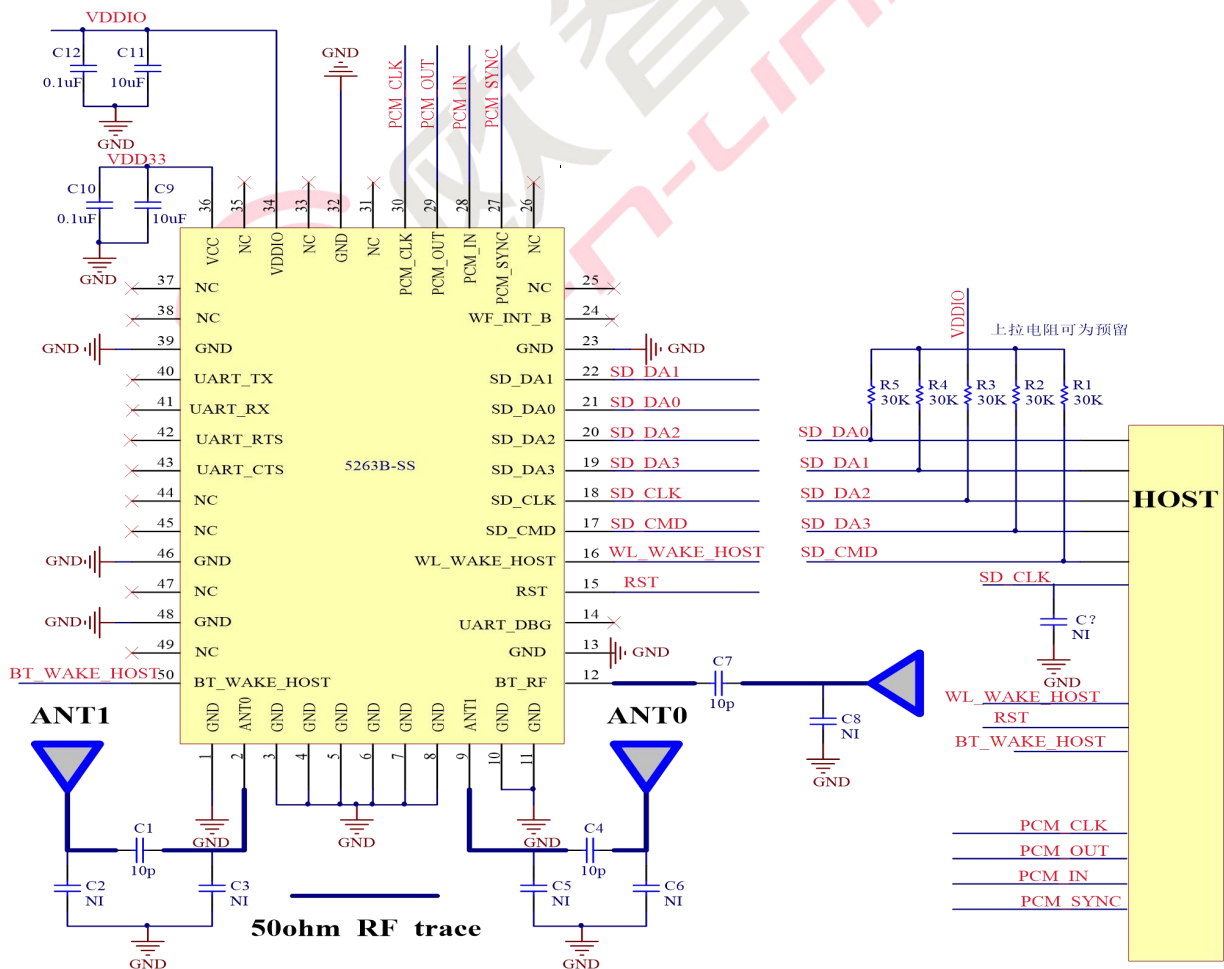 VDDIO
C12
C11
0.1uF
10uF
GND
VDD33
C10
C9
0.1uF
10uF
GND
GND
PCM_CLK
PCM_OUT
PCM_IN
PCM_SYNC
36
35
34
33
32
31
30
29
28
27
26
VCC
NC
VDDIO
NC
GND
NC
PCM_CLK
PCM_OUT
PCM_IN
PCM_SYNC
NC
37 NC
38 NC
GND 39 GND
40 UART_TX
41 UART_RX
42 UART_RTS
43 UART_CTS
44 NC
45 NC
GND 46 GND
47 NC
GND 48 GND
49 NC
BT_WAKE_HOST 50 BT_WAKE_HOST
5263B-SS
NC 25
WF_INT_B 24
GND 23 GND
SD_DA1 22 SD_DA1
SD_DA0 21 SD_DA0
SD_DA2 20 SD_DA2
SD_DA3 19 SD_DA3
SD_CLK 18 SD_CLK
SD_CMD 17 SD_CMD
WL_WAKE_HOST 16 WL_WAKE_HOST
RST 15 RST
UART_DBG 14
GND 13 GND
BT_RF 12
GND
ANT0
GND
GND
GND
GND
GND
GND
ANT1
GND
GND
1
2
3
4
5
6
7
8
9
10
11
GND
GND
GND
C7
10p
C8
NI
GND
ANT1
C1
10p
C2
NI
C3
NI
GND
ANT0
C4
10p
C5
NI
C6
NI
GND
50ohm RF trace
VDDIO
上拉电阻可为预留
R5
30K
R4
30K
R3
30K
R2
30K
R1
30K
SD_DA0
SD_DA1
SD_DA2
SD_DA3
SD_CMD
SD_CLK
C?
NI
GND
WL_WAKE_HOST
RST
BT_WAKE_HOST
PCM_CLK
PCM_OUT
PCM_IN
PCM_SYNC
HOST